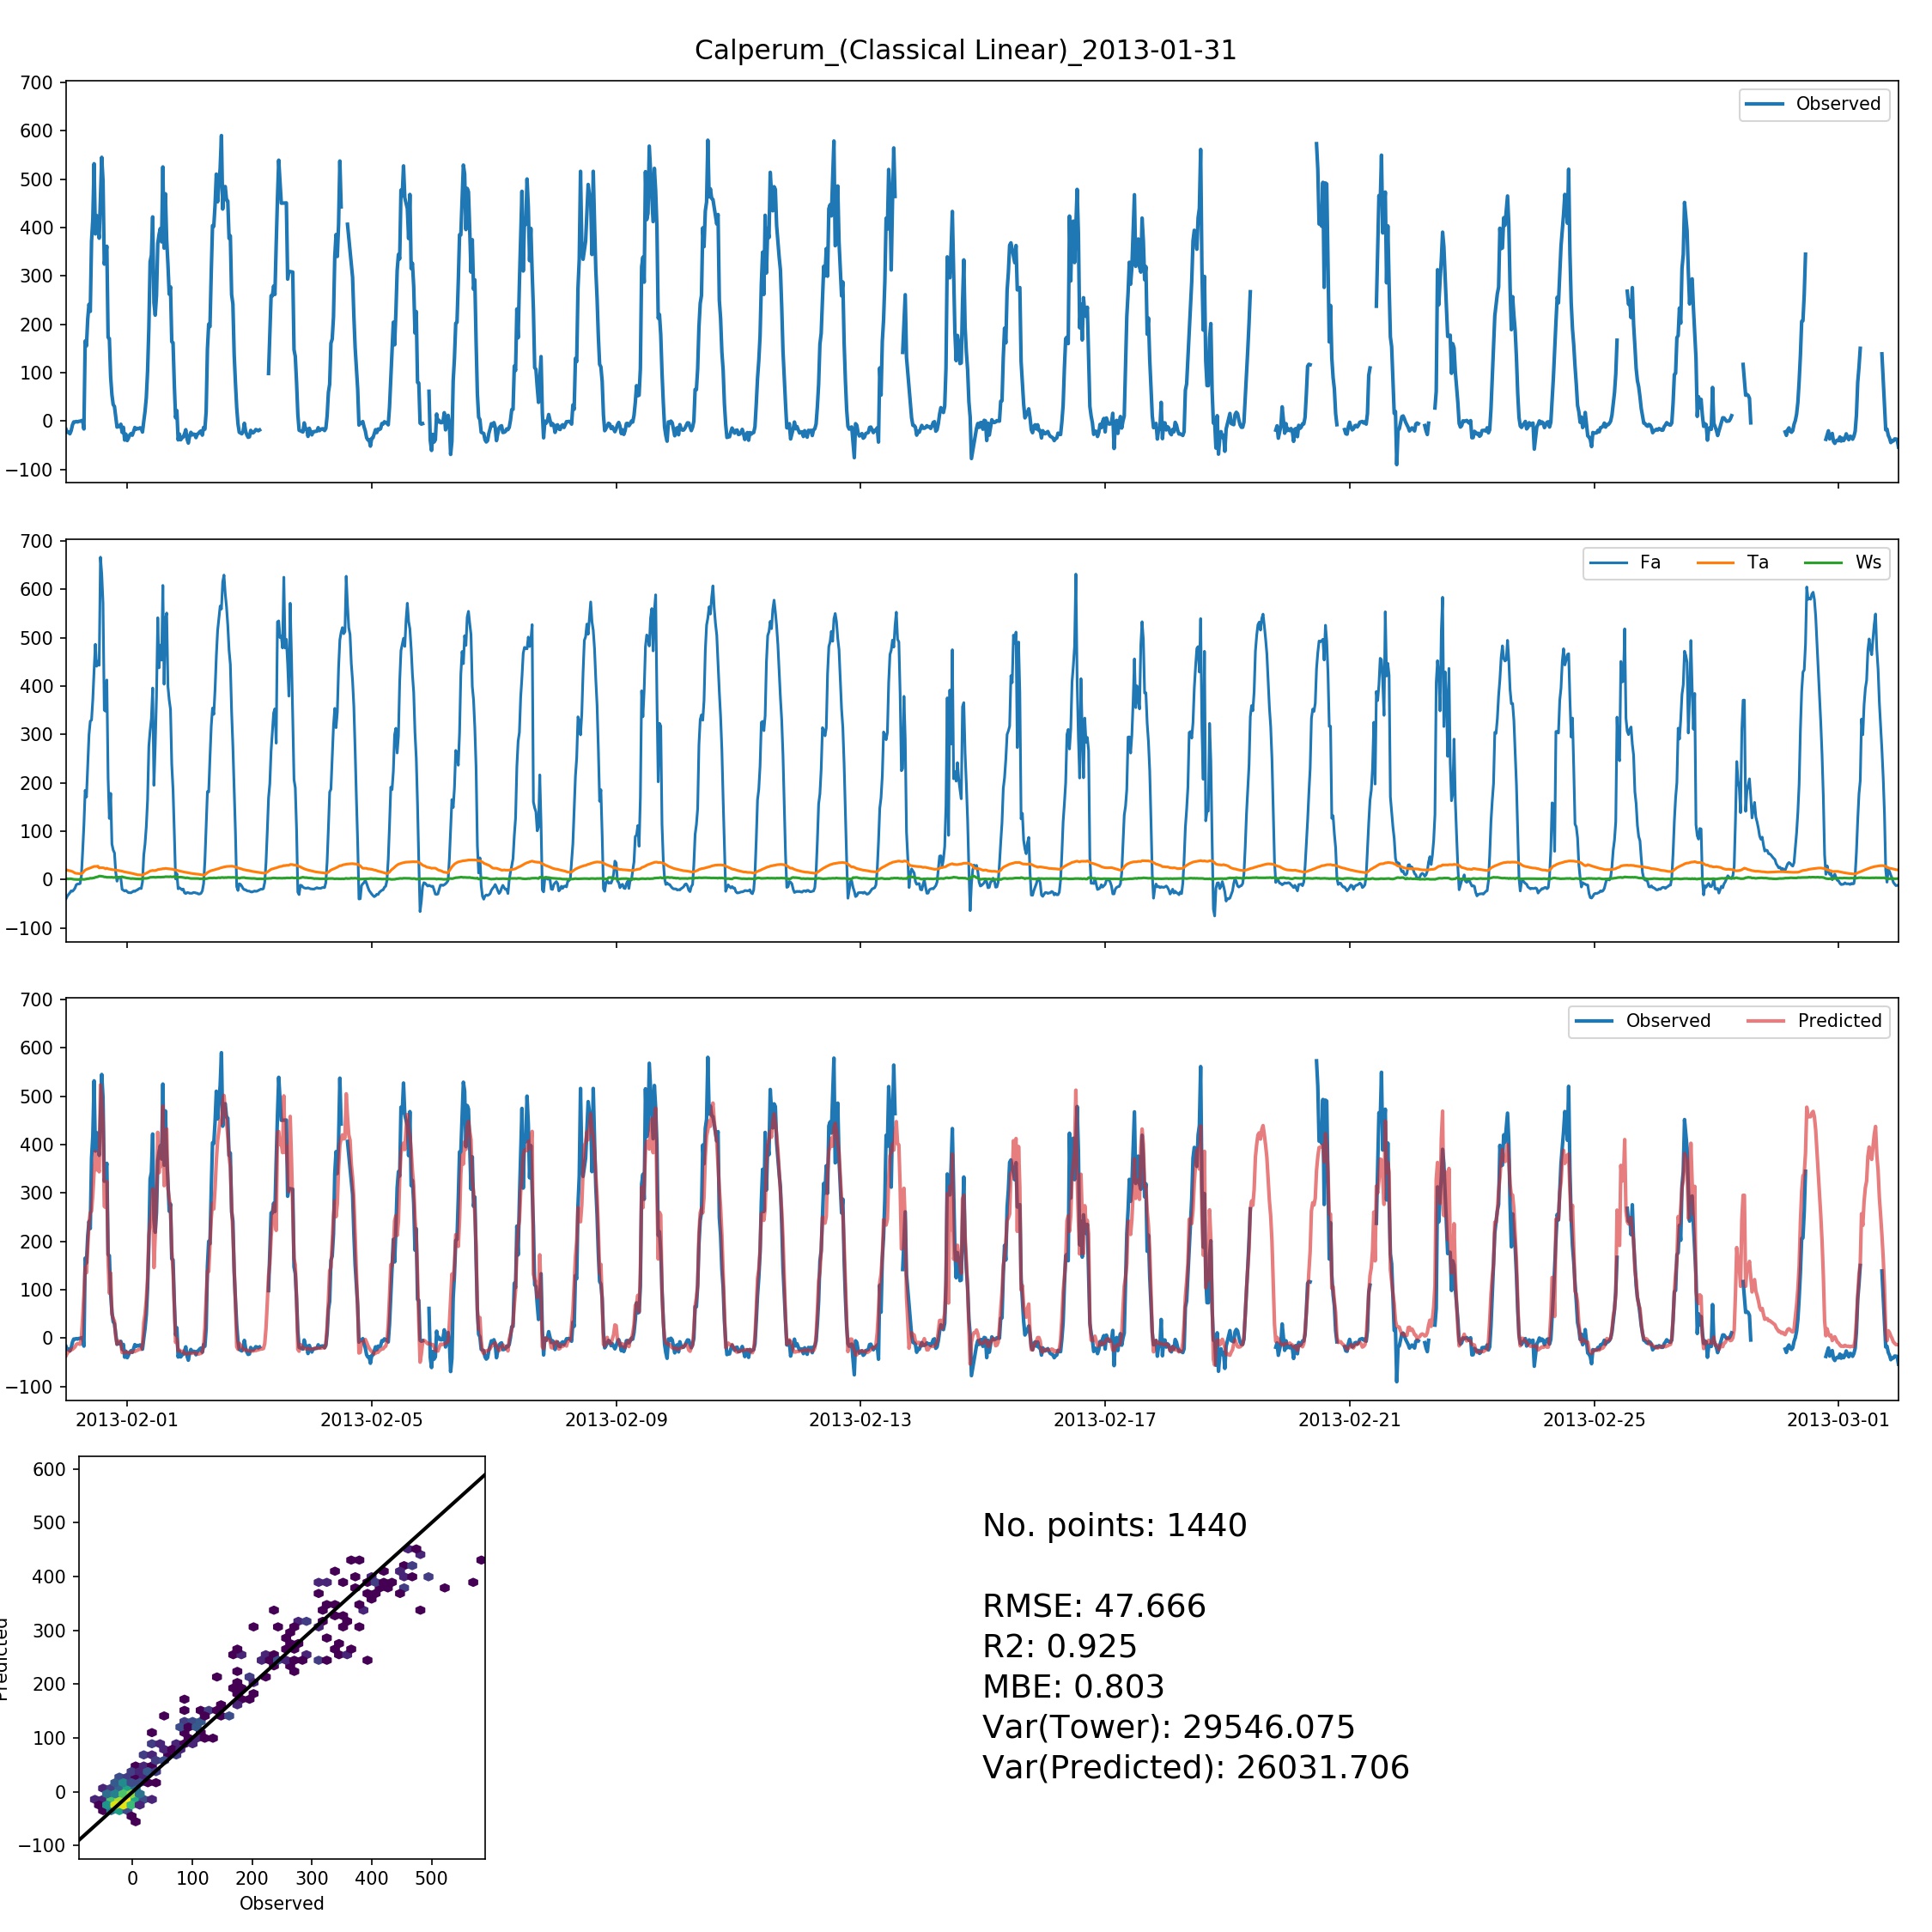 Calperum_(Classical Linear)_2013-01-31
700
600
500
400
300
200
100
0
−100
Observed
700
600
500
400
300
200
100
0
−100
Fa Ta Ws
700
600
500
400
300
200
100
0
−100
Observed Predicted
2013-02-01 2013-02-05 2013-02-09 2013-02-13 2013-02-17 2013-02-21 2013-02-25 2013-03-01
600
500
400
300
200
100
0
−100
Predicted
0 100 200 300 400 500
Observed
No. points: 1440
RMSE: 47.666
R2: 0.925
MBE: 0.803
Var(Tower): 29546.075
Var(Predicted): 26031.706